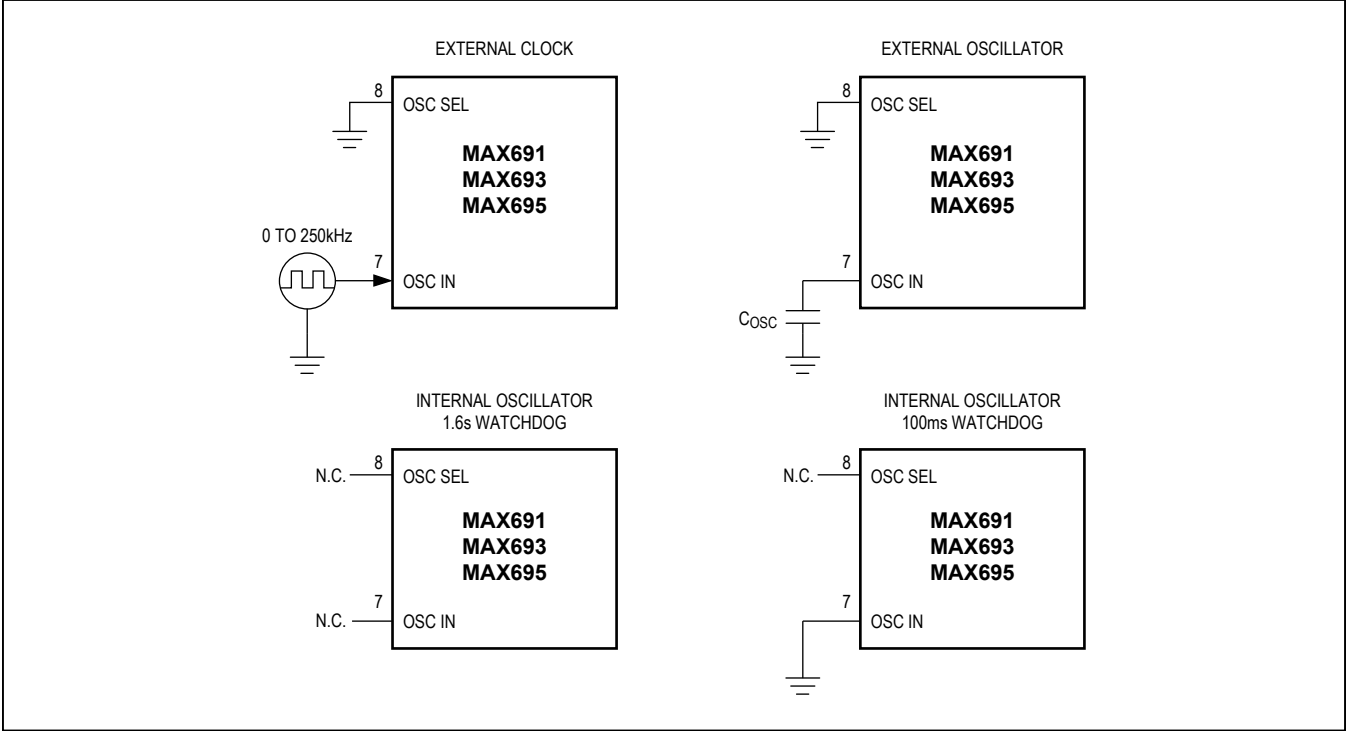 EXTERNAL CLOCK
8
OSC SEL
MAX691
MAX693
MAX695
0 TO 250kHz
7
OSC IN
EXTERNAL OSCILLATOR
8
OSC SEL
MAX691
MAX693
MAX695
7
OSC IN
COSC
INTERNAL OSCILLATOR
1.6s WATCHDOG
N.C.
8
OSC SEL
MAX691
MAX693
MAX695
N.C.
7
OSC IN
INTERNAL OSCILLATOR
100ms WATCHDOG
N.C.
8
OSC SEL
MAX691
MAX693
MAX695
7
OSC IN